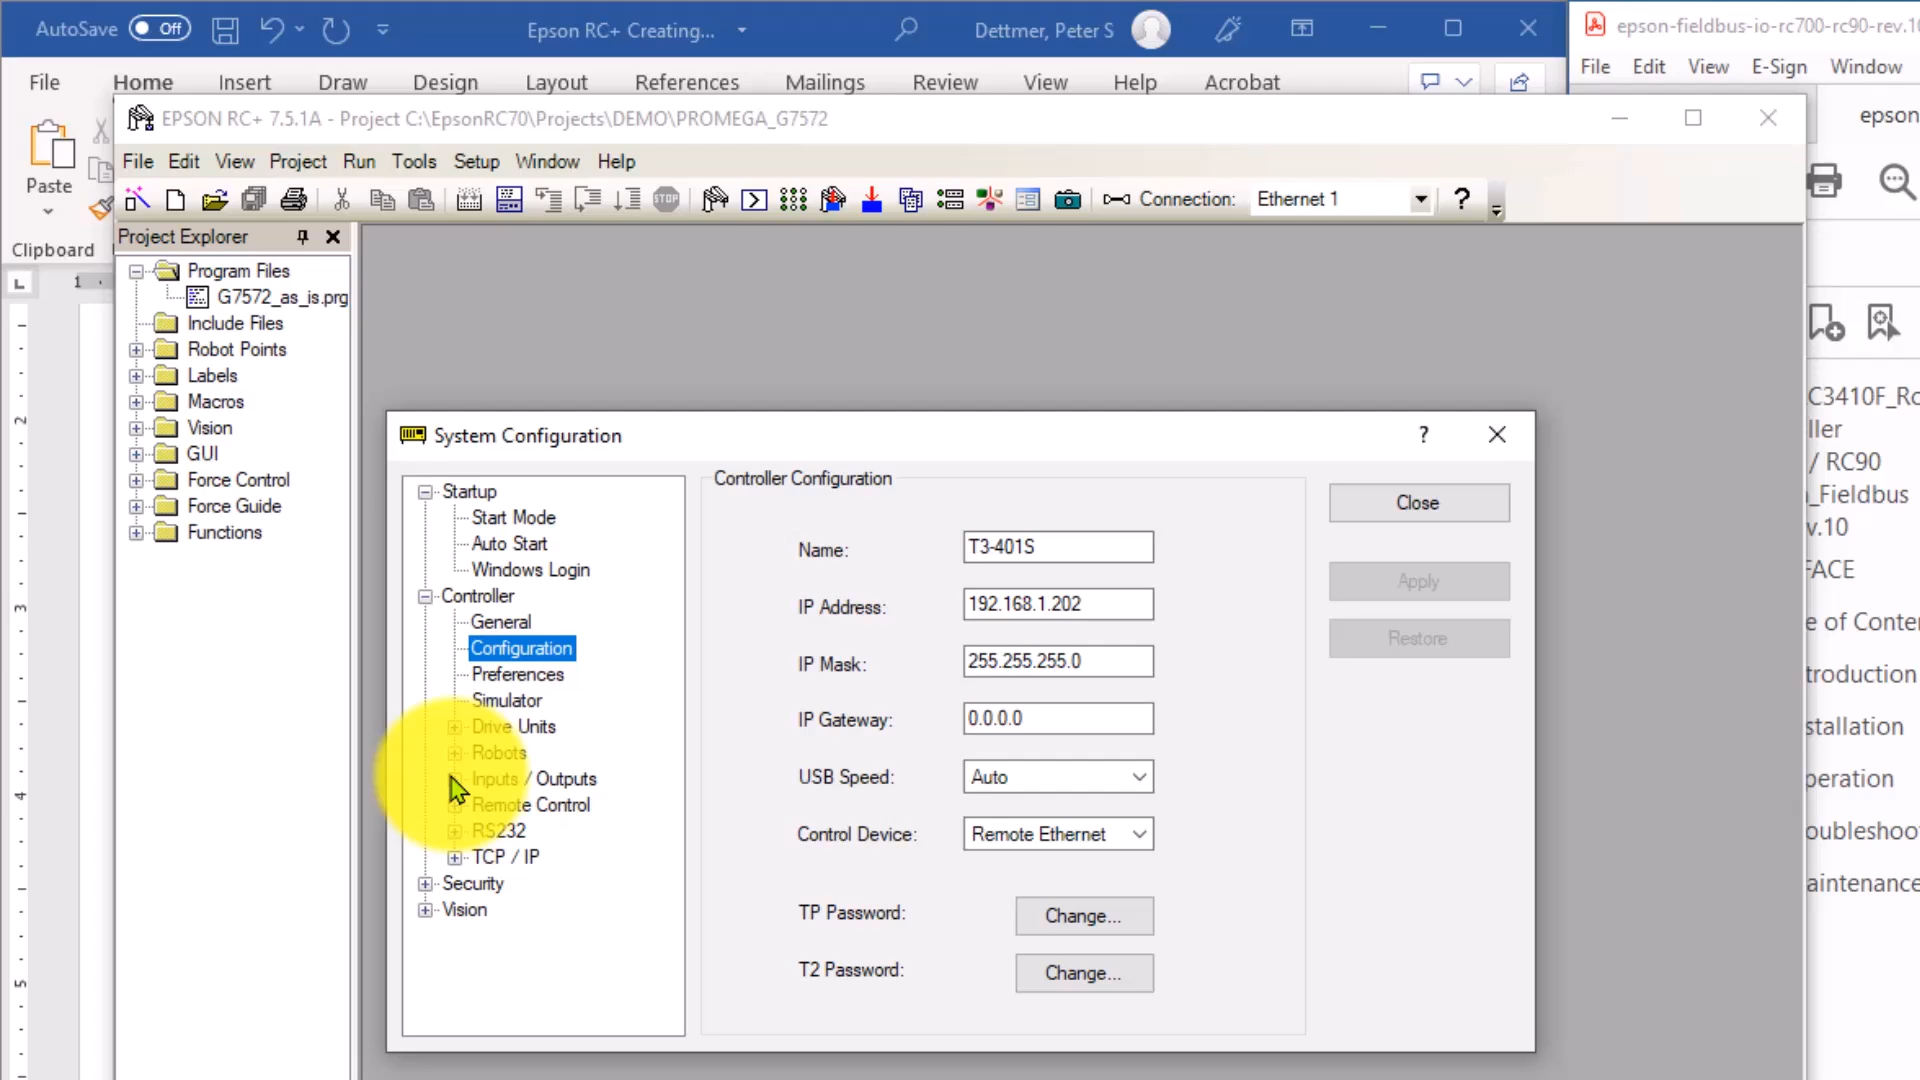 AutoSave Off Epson RC+ Creating... Dettmer, Peter S
epson-fieldbus-io-rc700-rc90-rev.10
File Home Insert Draw Design Layout References Mailings Review View Help Acrobat
File Edit View E-Sign Window
EPSON RC+ 7.5.1A - Project C:\EpsonRC70\Projects\DEMO\PROMEGA_G7572
epson
File Edit View Project Run Tools Setup Window Help
Paste
Clipboard
STOP Connection: Ethernet 1 ?
Project Explorer
Program Files
G7572_as_is.prg
Include Files
Robot Points
Labels
Macros
Vision
GUI
Force Control
Force Guide
Functions
L 1
2
3
4
5
System Configuration ?
Startup
Start Mode
Auto Start
Windows Login
Controller
General
Configuration
Preferences
Simulator
Drive Units
Robots
Inputs / Outputs
Remote Control
RS232
TCP / IP
Security
Vision
Controller Configuration
Name: T3-401S
IP Address: 192.168.1.202
IP Mask: 255.255.255.0
IP Gateway: 0.0.0.0
USB Speed: Auto
Control Device: Remote Ethernet
TP Password: Change...
T2 Password: Change...
Close
Apply
Restore
C3410F_Rc
ller
/ RC90
_Fieldbus
v.10
FACE
e of Conter
troduction
stallation
peration
oubleshoo
aintenance